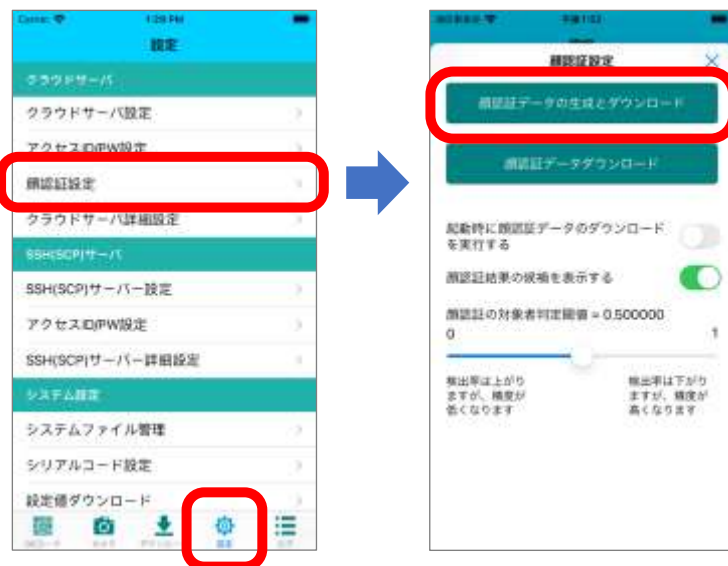 1:29 PM
設定
クラウドサーバ
クラウドサーバ設定
アクセスID/PW設定
顔認証設定
クラウドサーバ詳細設定
SSH(SCP)サーバ
SSH(SCP)サーバー設定
アクセスID/PW設定
SSH(SCP)サーバー詳細設定
システム設定
システムファイル管理
シリアルコード設定
設定値ダウンロード
設定
顔認証設定
顔認証データの生成とダウンロード
顔認証データダウンロード
起動時に顔認証データのダウンロード
を実行する
顔認証結果の候補を表示する
顔認証の対象者判定閾値 = 0.500000
0 1
検出率は上がり
ますが、精度が
低くなります
検出率は下がり
ますが、精度が
高くなります